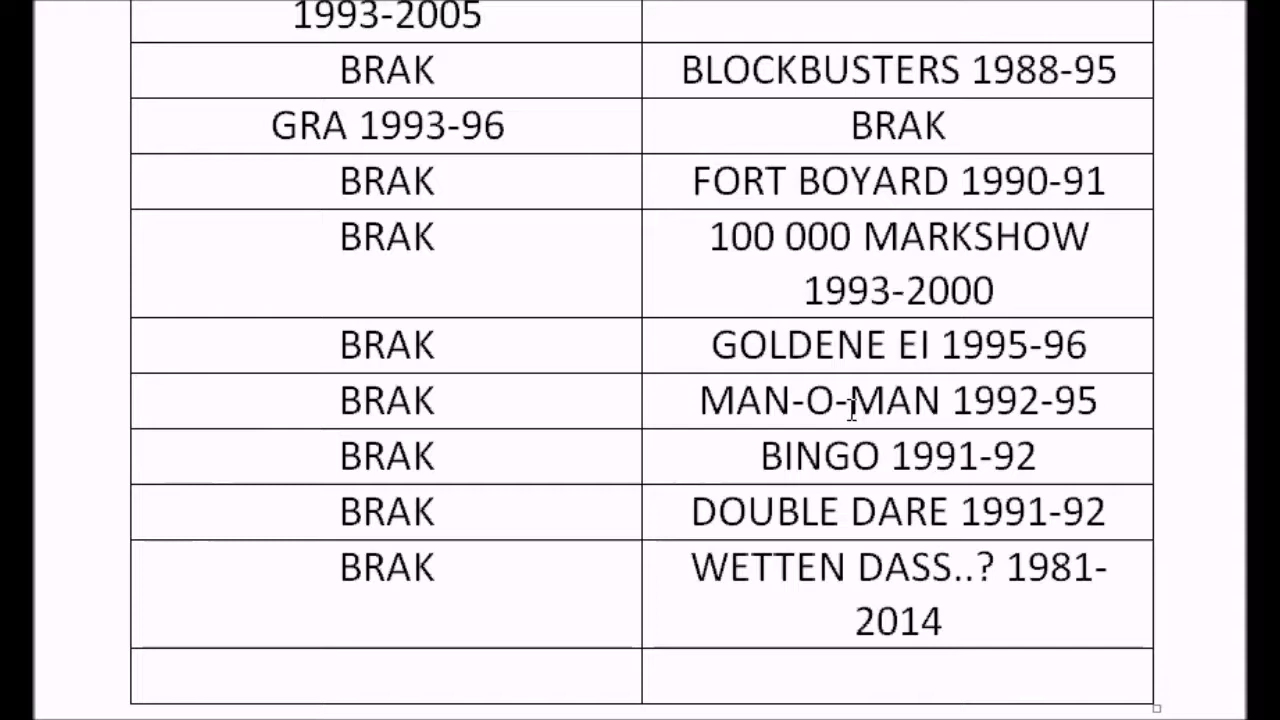 1993-2005
BRAK
BLOCKBUSTERS 1988-95
GRA 1993-96
BRAK
BRAK
FORT BOYARD 1990-91
BRAK
100 000 MARKSHOW
1993-2000
BRAK
GOLDENE EI 1995-96
BRAK
MAN-O-MAN 1992-95
BRAK
BINGO 1991-92
BRAK
DOUBLE DARE 1991-92
BRAK
WETTEN DASS..? 1981-
2014